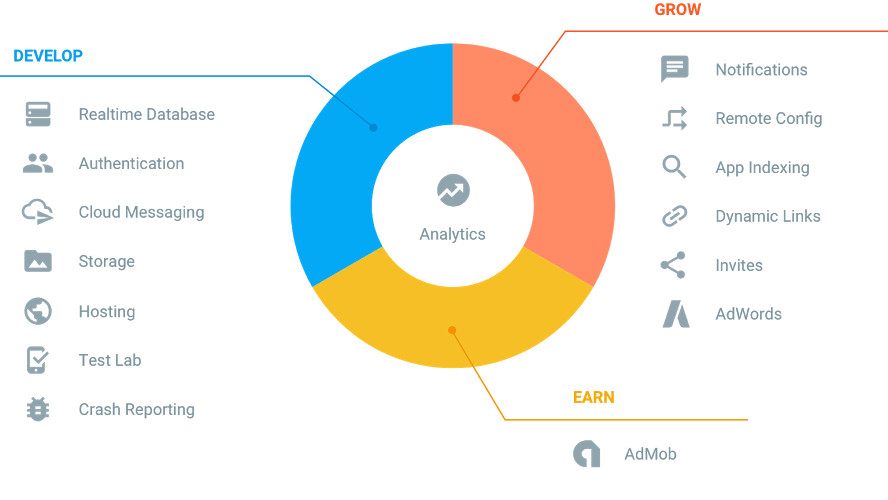 DEVELOP
Realtime Database
Authentication
Cloud Messaging
Storage
Hosting
Test Lab
Crash Reporting
Analytics
GROW
Notifications
Remote Config
App Indexing
Dynamic Links
Invites
AdWords
EARN
AdMob